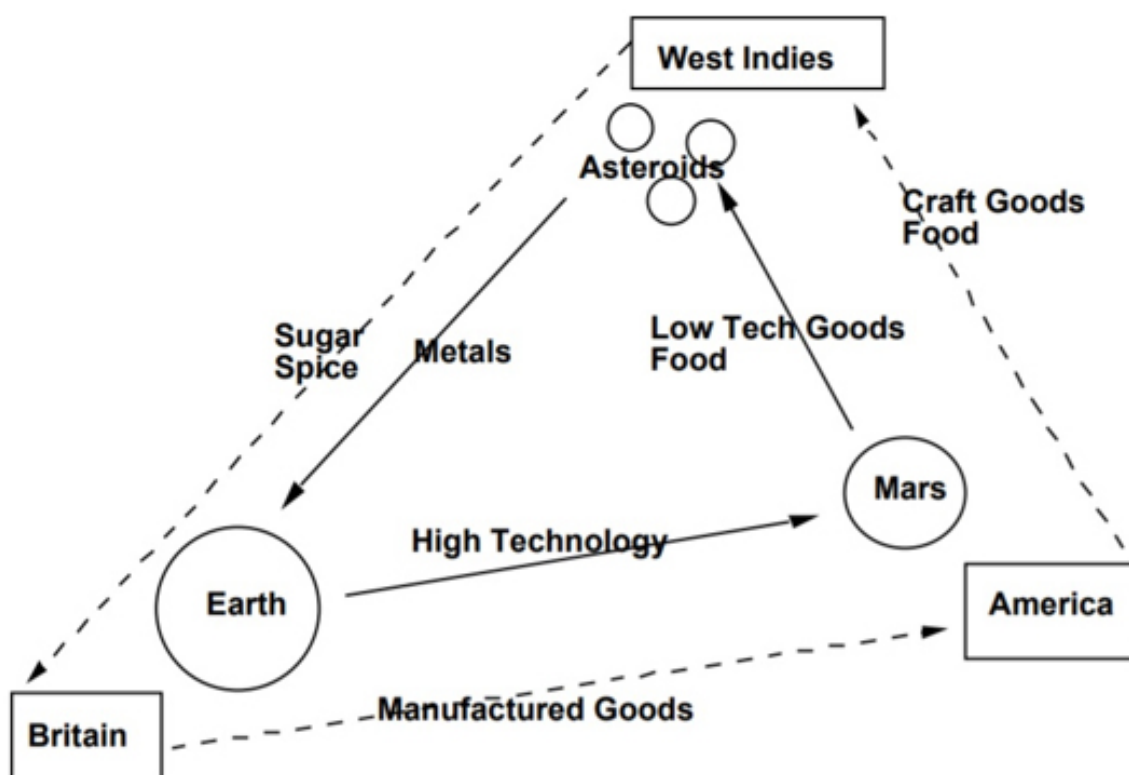 West Indies
Asteroids
Craft Goods
Food
Sugar
Spice
Metals
Low Tech Goods
Food
Mars
High Technology
Earth
America
Manufactured Goods
Britain